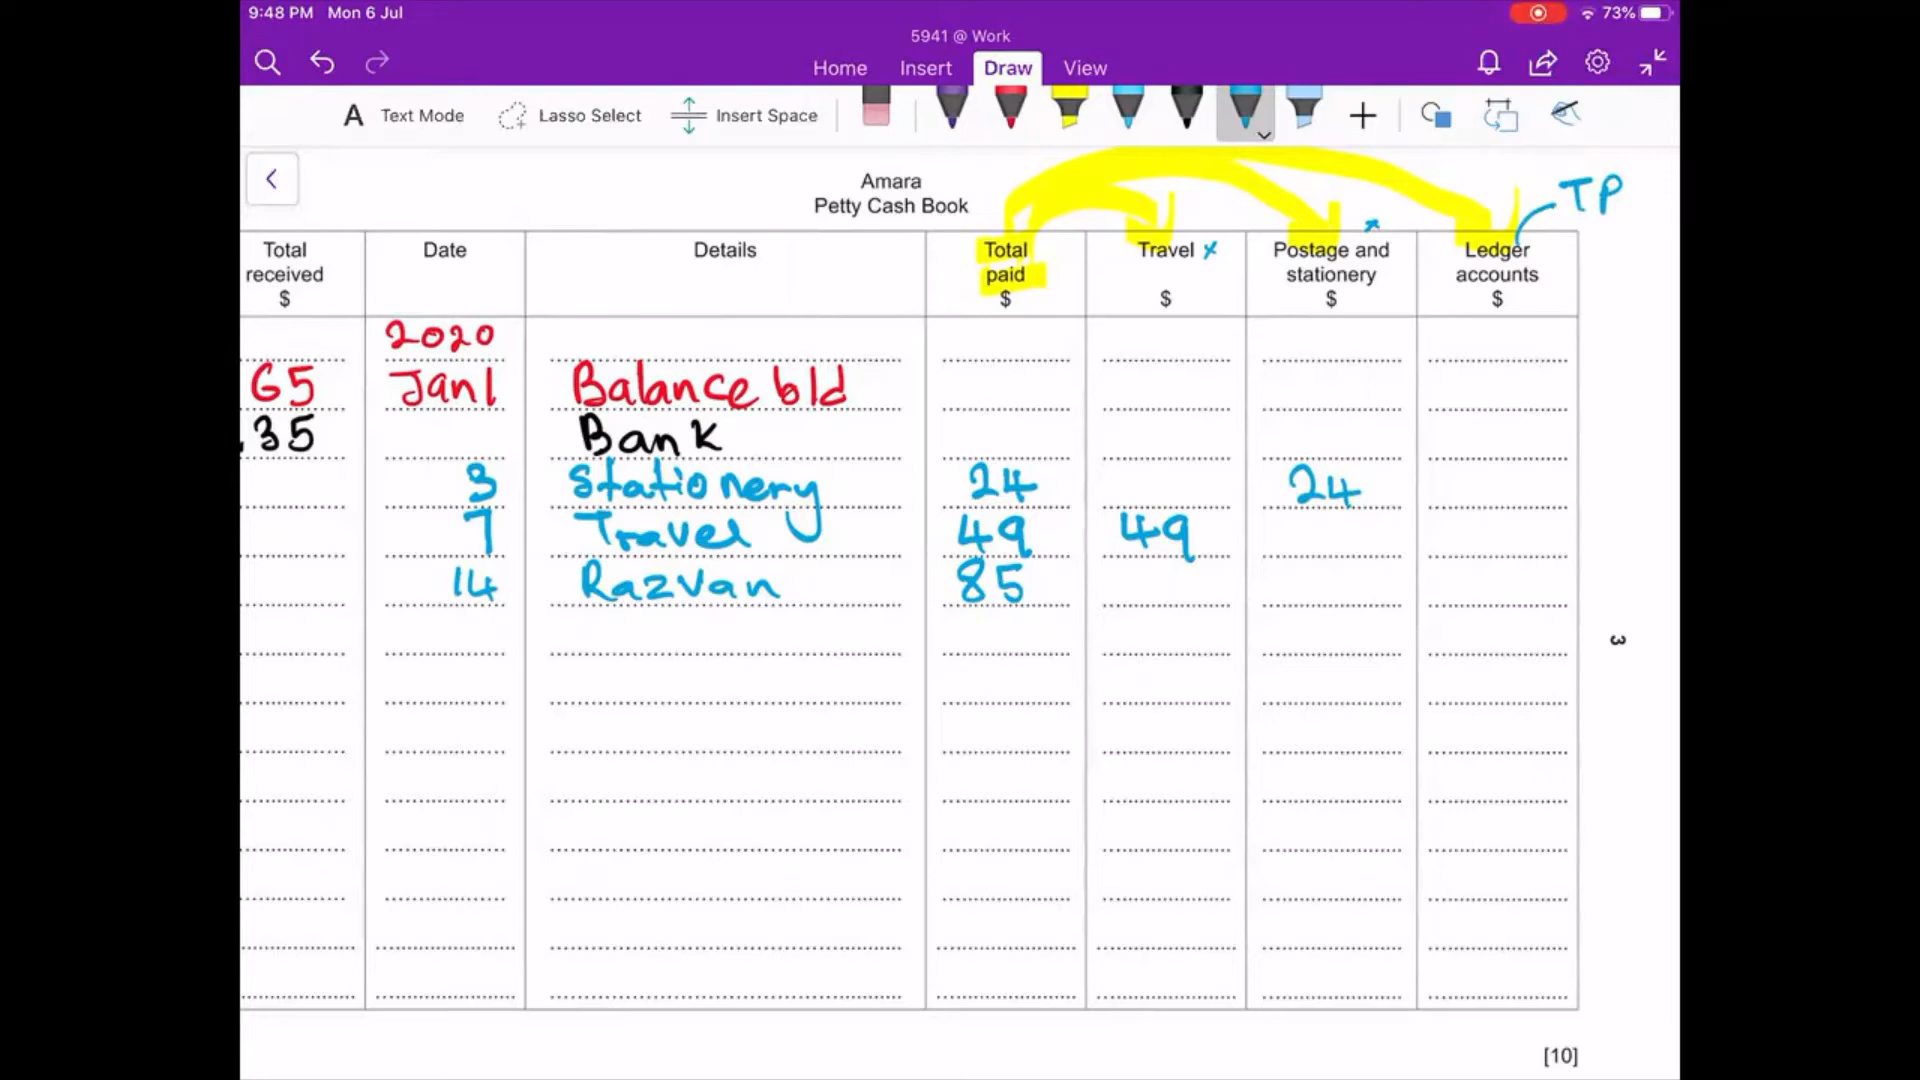 9:48 PM Mon 6 Jul
73%
5941 @ Work
Home Insert Draw View
A Text Mode Lasso Select Insert Space
Amara
Petty Cash Book
TP
Total received $ Date Details Total paid $ Travel x $ Postage and stationery $ Ledger accounts $
2020
65 Jan 1 Balance b/d
35 Bank
3 Stationery 24 24
7 Travel 49 49
14 Razvan 85
3
[10]